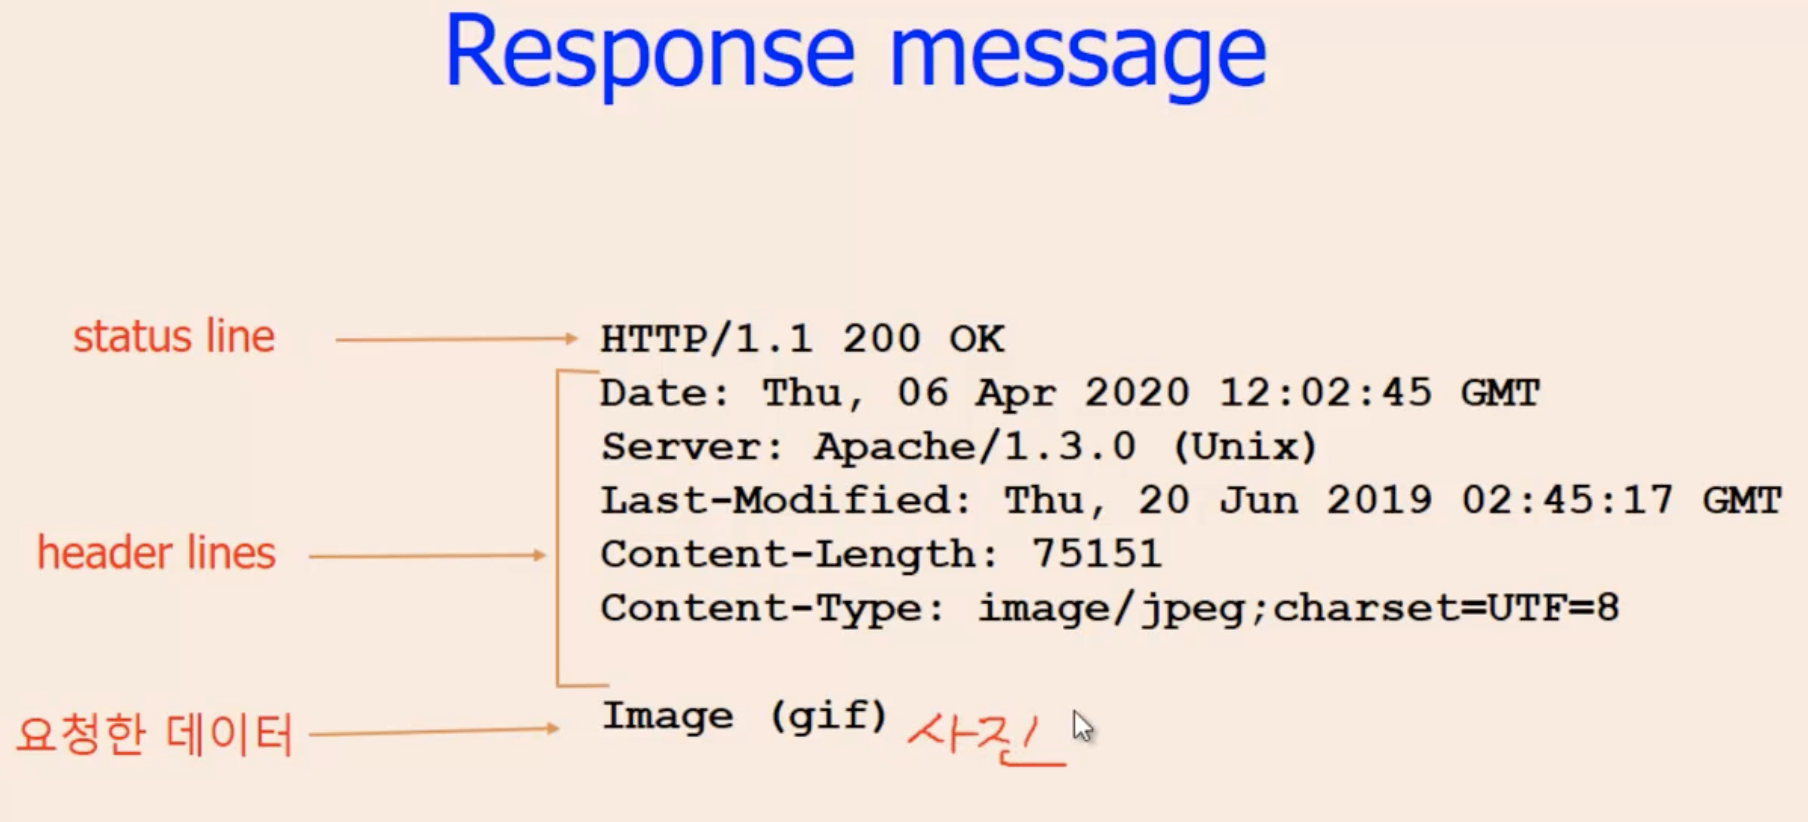 Response message
status line
HTTP/1.1 200 OK
Date: Thu, 06 Apr 2020 12:02:45 GMT
Server: Apache/1.3.0 (Unix)
Last-Modified: Thu, 20 Jun 2019 02:45:17 GMT
header lines
Content-Length: 75151
Content-Type: image/jpeg;charset=UTF=8
요청한 데이터
Image (gif) 사진